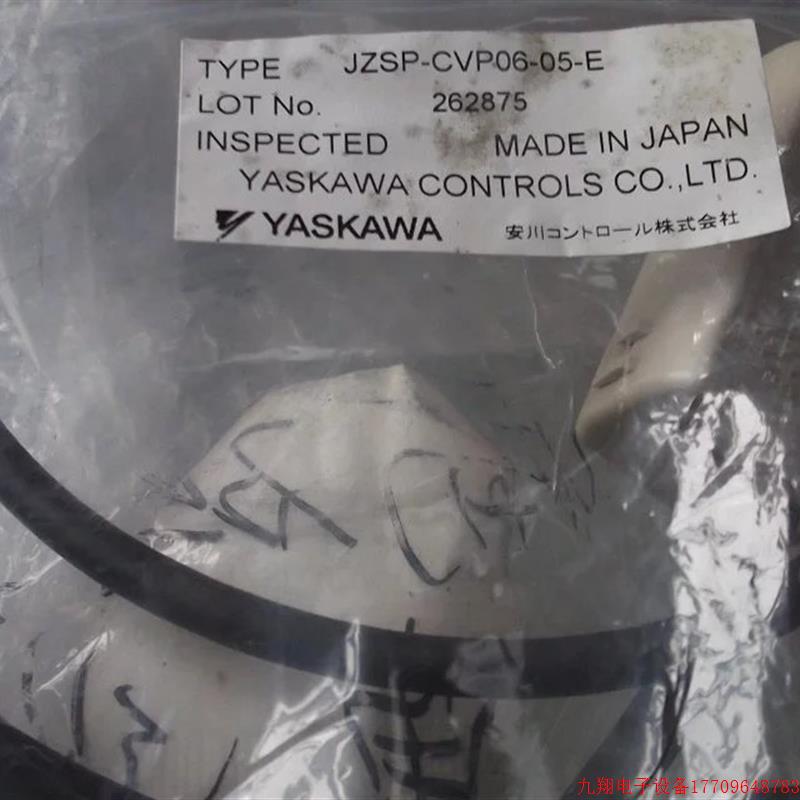 TYPE JZSP-CVP06-05-E
LOT No. 262875
INSPECTED MADE IN JAPAN
YASKAWA CONTROLS CO.,LTD.
YASKAWA 安川コントロール株式会社
九翔电子设备17709648783